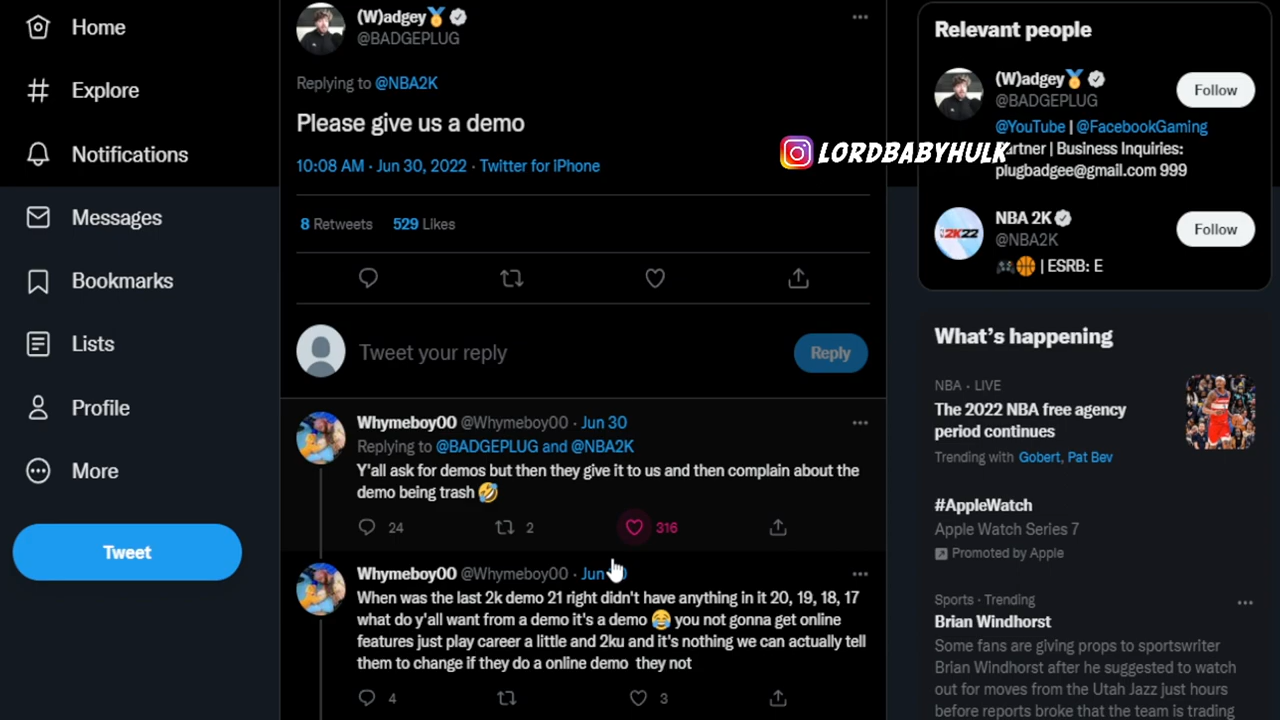 Home
Explore
Notifications
Messages
Bookmarks
Lists
Profile
More
Tweet
(W)adgey🏅
@BADGEPLUG
Replying to @NBA2K
Please give us a demo
10:08 AM · Jun 30, 2022 · Twitter for iPhone
8 Retweets 529 Likes
Tweet your reply
Reply
Whymeboy00 @Whymeboy00 · Jun 30
Replying to @BADGEPLUG and @NBA2K
Y'all ask for demos but then they give it to us and then complain about the
demo being trash 🤣
24 2 316
Whymeboy00 @Whymeboy00 · Jun
When was the last 2k demo 21 right didn't have anything in it 20, 19, 18, 17
what do y'all want from a demo it's a demo 😂 you not gonna get online
features just play career a little and 2ku and it's nothing we can actually tell
them to change if they do a online demo they not
4 3
LORDBABYHULK
Relevant people
(W)adgey🏅
@BADGEPLUG
Follow
@YouTube | @FacebookGaming
Partner | Business Inquiries:
plugbadgee@gmail.com 999
NBA 2K
@NBA2K
Follow
2K22
🎮🏀 | ESRB: E
What's happening
NBA · LIVE
The 2022 NBA free agency
period continues
Trending with Gobert, Pat Bev
#AppleWatch
Apple Watch Series 7
Promoted by Apple
Sports · Trending
Brian Windhorst
Some fans are giving props to sportswriter
Brian Windhorst after he suggested to watch
out for moves from the Utah Jazz just hours
before reports broke that the team is trading